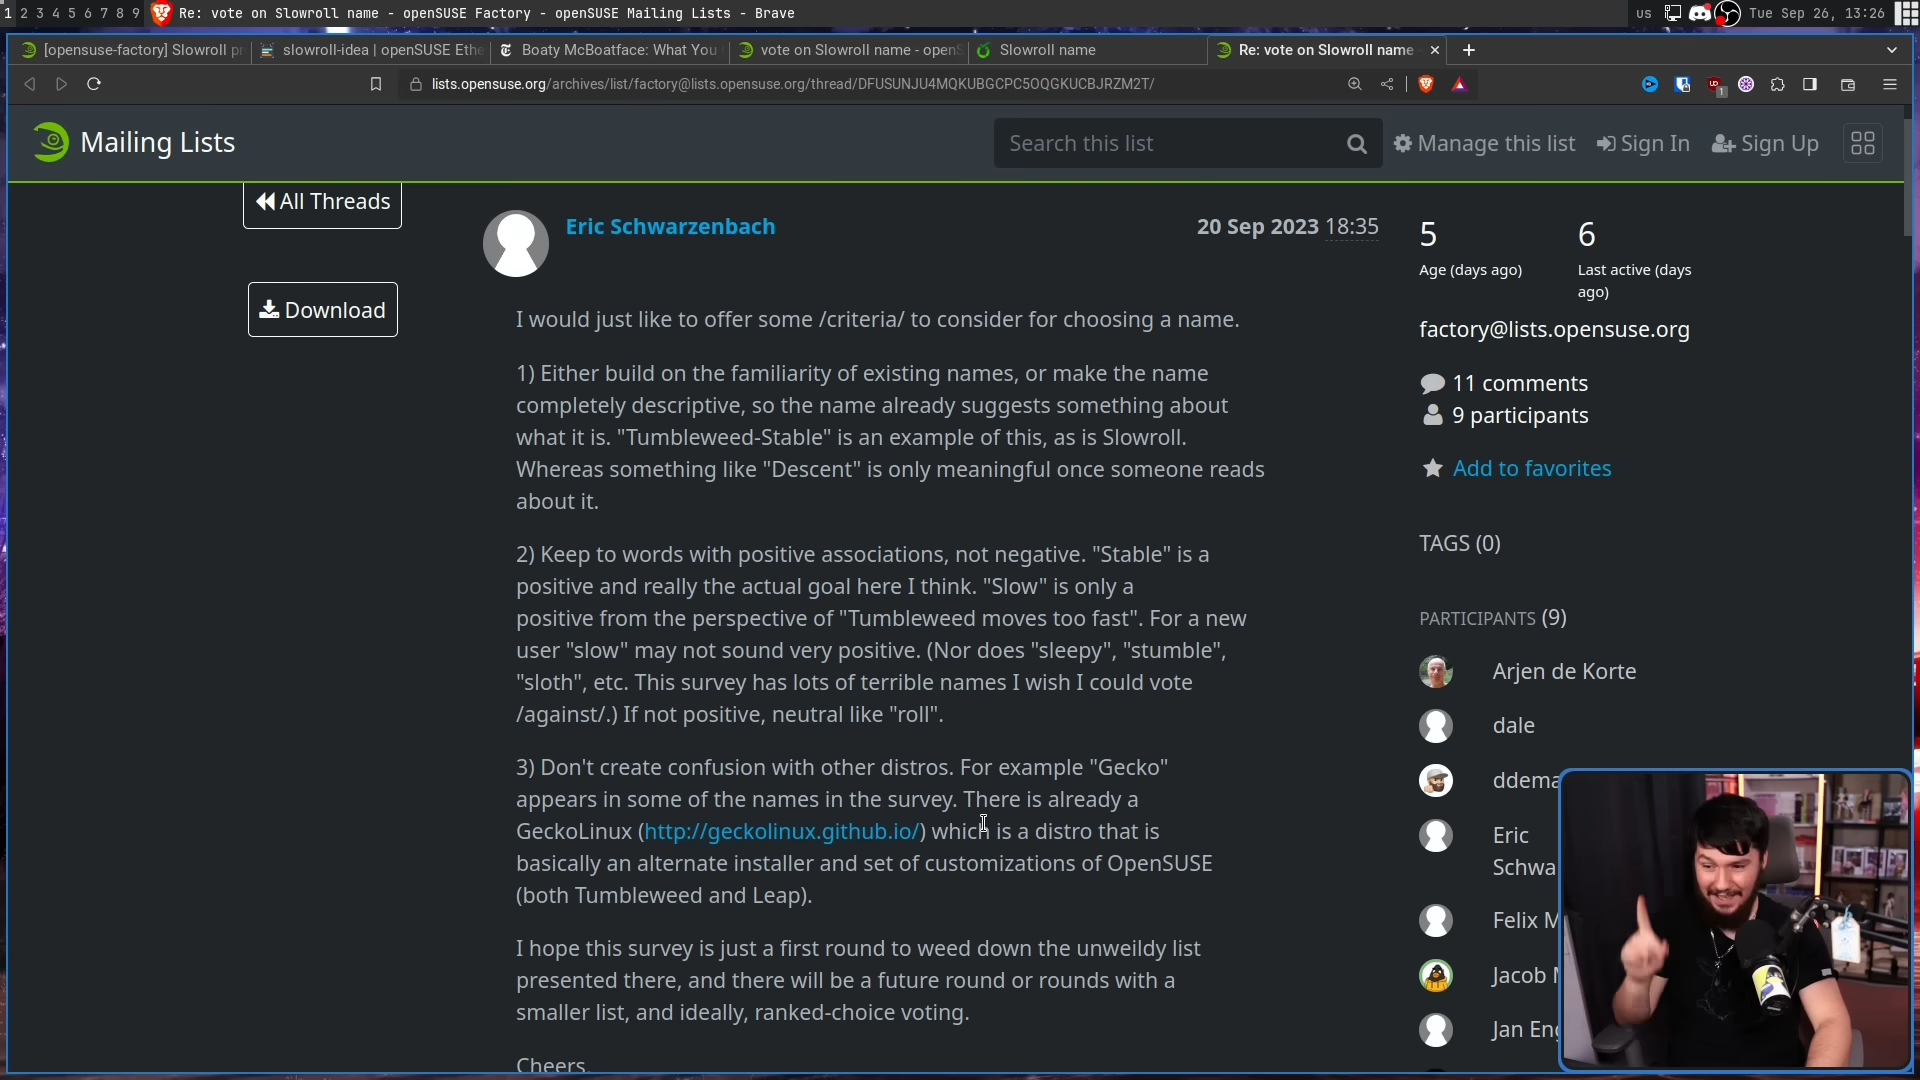 1 2 3 4 5 6 7 8 9 Re: vote on Slowroll name - openSUSE Factory - openSUSE Mailing Lists - Brave us Tue Sep 26, 13:26
[opensuse-factory] Slowroll pr slowroll-idea | openSUSE Ethe Boaty McBoatface: What You vote on Slowroll name - openS Slowroll name Re: vote on Slowroll name
lists.opensuse.org/archives/list/factory@lists.opensuse.org/thread/DFUSUNJU4MQKUBGCPC5OQGKUCBJRZM2T/
Mailing Lists
Search this list
Manage this list
Sign In
Sign Up
All Threads
Download
Eric Schwarzenbach
20 Sep 2023 18:35
I would just like to offer some /criteria/ to consider for choosing a name.
1) Either build on the familiarity of existing names, or make the name
completely descriptive, so the name already suggests something about
what it is. "Tumbleweed-Stable" is an example of this, as is Slowroll.
Whereas something like "Descent" is only meaningful once someone reads
about it.
2) Keep to words with positive associations, not negative. "Stable" is a
positive and really the actual goal here I think. "Slow" is only a
positive from the perspective of "Tumbleweed moves too fast". For a new
user "slow" may not sound very positive. (Nor does "sleepy", "stumble",
"sloth", etc. This survey has lots of terrible names I wish I could vote
/against/.) If not positive, neutral like "roll".
3) Don't create confusion with other distros. For example "Gecko"
appears in some of the names in the survey. There is already a
GeckoLinux (http://geckolinux.github.io/) which is a distro that is
basically an alternate installer and set of customizations of OpenSUSE
(both Tumbleweed and Leap).
I hope this survey is just a first round to weed down the unweildy list
presented there, and there will be a future round or rounds with a
smaller list, and ideally, ranked-choice voting.
Cheers,
5
Age (days ago)
6
Last active (days
ago)
factory@lists.opensuse.org
11 comments
9 participants
Add to favorites
TAGS (0)
PARTICIPANTS (9)
Arjen de Korte
dale
ddema
Eric
Schwa
Felix M
Jacob M
Jan Eng